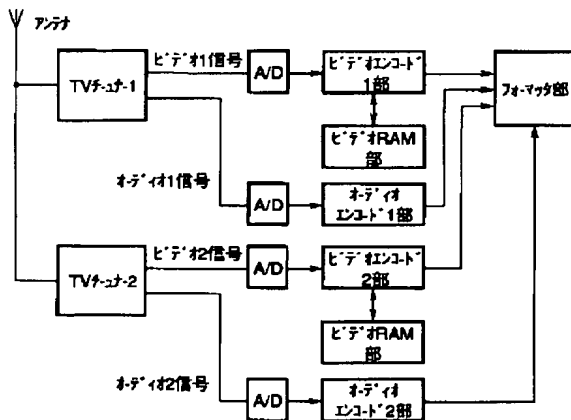 アンテナ
ビデオ1信号
TVチューナ-1
A/D
ビデオエンコード
1部
フォーマッタ部
ビデオRAM
部
オーディオ1信号
A/D
オーディオ
エンコード1部
TVチューナ-2
ビデオ2信号
A/D
ビデオエンコード
2部
ビデオRAM
部
オーディオ2信号
A/D
オーディオ
エンコード2部